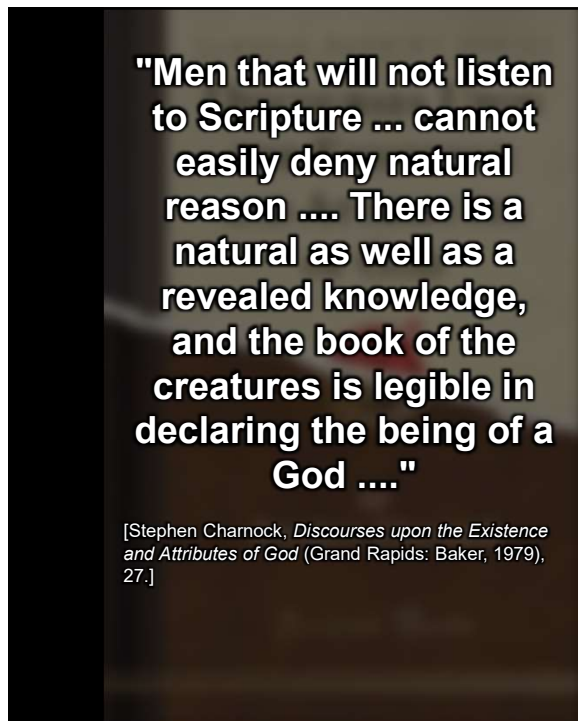 "Men that will not listen
to Scripture ... cannot
easily deny natural
reason .... There is a
natural as well as a
revealed knowledge,
and the book of the
creatures is legible in
declaring the being of a
God ...."
[Stephen Charnock, Discourses upon the Existence
and Attributes of God (Grand Rapids: Baker, 1979),
27.]